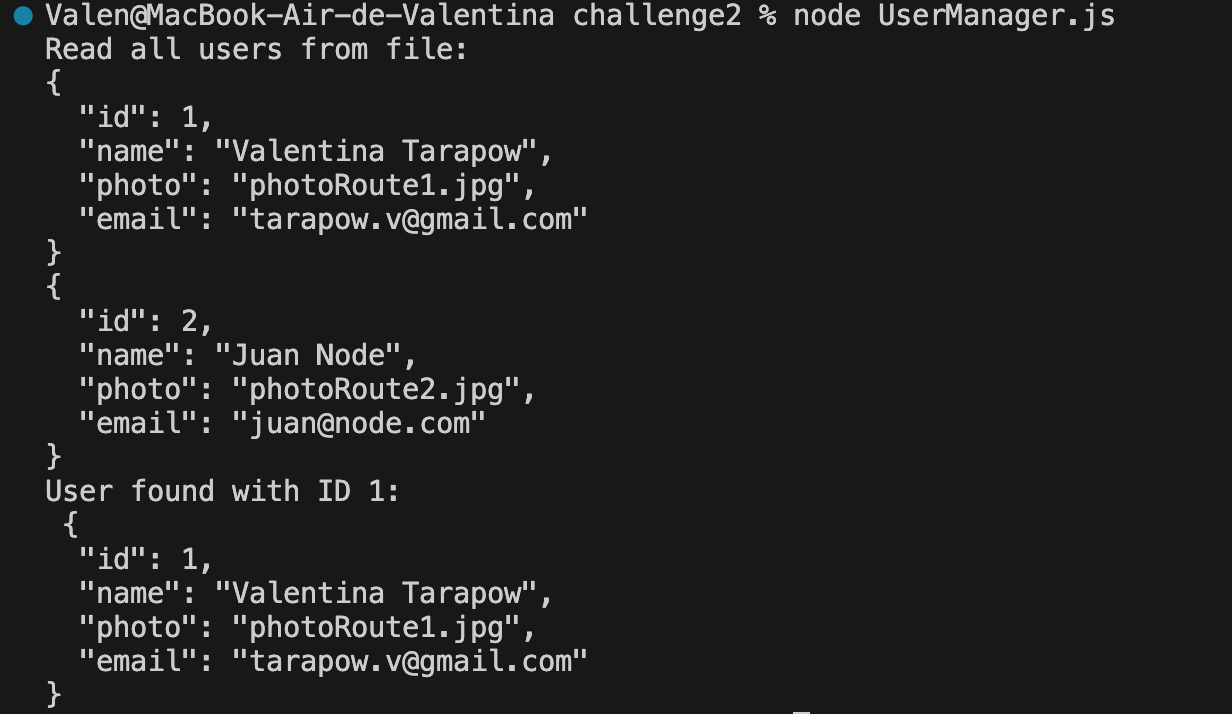 Valen@MacBook-Air-de-Valentina challenge2 % node UserManager.js
Read all users from file:
{
  "id": 1,
  "name": "Valentina Tarapow",
  "photo": "photoRoute1.jpg",
  "email": "tarapow.v@gmail.com"
}
{
  "id": 2,
  "name": "Juan Node",
  "photo": "photoRoute2.jpg",
  "email": "juan@node.com"
}
User found with ID 1:
 {
  "id": 1,
  "name": "Valentina Tarapow",
  "photo": "photoRoute1.jpg",
  "email": "tarapow.v@gmail.com"
}